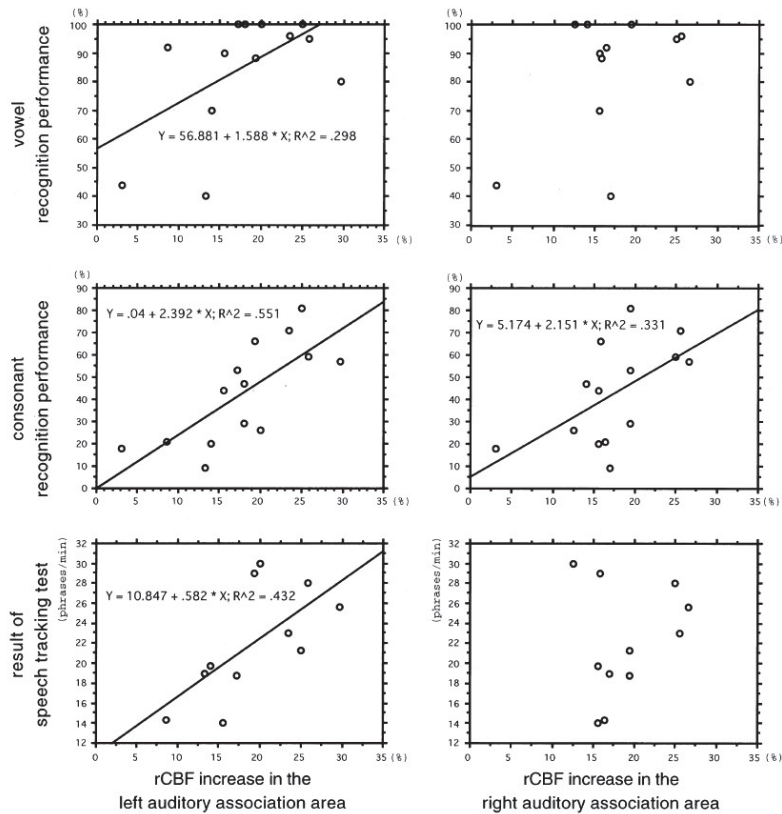 (%)
100
90
80
70
60
50
40
30
vowel
recognition performance
Y = 56.881 + 1.588 * X; R^2 = .298
0 5 10 15 20 25 30 35 (%)
(%)
100
90
80
70
60
50
40
30
0 5 10 15 20 25 30 35 (%)
(%)
90
80
70
60
50
40
30
20
10
0
consonant
recognition performance
Y = .04 + 2.392 * X; R^2 = .551
0 5 10 15 20 25 30 35 (%)
(%)
90
80
70
60
50
40
30
20
10
0
Y = 5.174 + 2.151 * X; R^2 = .331
0 5 10 15 20 25 30 35 (%)
result of
speech tracking test
(phrases/min)
32
30
28
26
24
22
20
18
16
14
12
Y = 10.847 + .582 * X; R^2 = .432
0 5 10 15 20 25 30 35 (%)
rCBF increase in the
left auditory association area
(phrases/min)
32
30
28
26
24
22
20
18
16
14
12
0 5 10 15 20 25 30 35 (%)
rCBF increase in the
right auditory association area